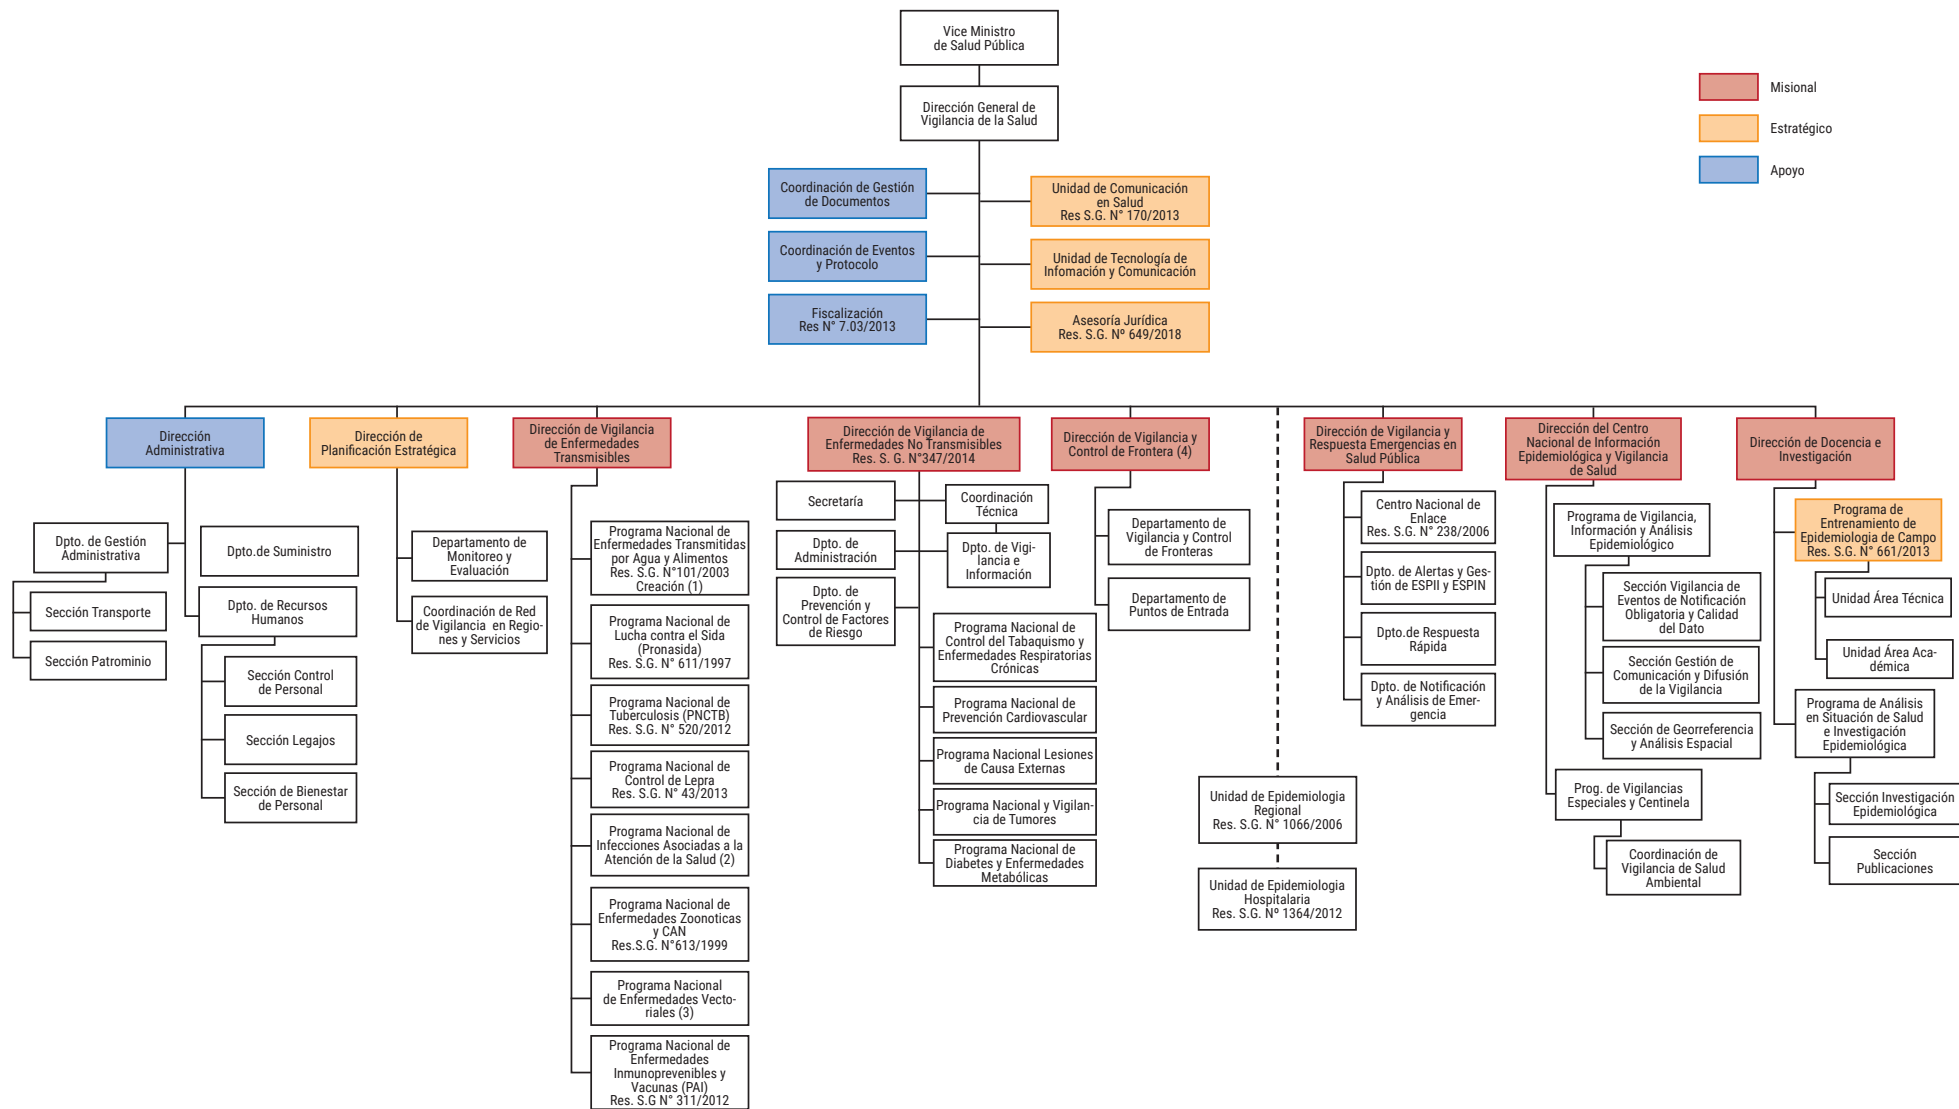 Vice Ministro
de Salud Pública
Dirección General de
Vigilancia de la Salud
Misional
Estratégico
Apoyo
Coordinación de Gestión
de Documentos
Unidad de Comunicación
en Salud
Res S.G. N° 170/2013
Coordinación de Eventos
y Protocolo
Unidad de Tecnología de
Infomación y Comunicación
Fiscalización
Res N° 7.03/2013
Asesoría Jurídica
Res. S.G. Nº 649/2018
Dirección
Administrativa
Dpto. de Gestión
Administrativa
Sección Transporte
Sección Patrominio
Dpto.de Suministro
Dpto. de Recursos
Humanos
Sección Control
de Personal
Sección Legajos
Sección de Bienestar
de Personal
Dirección de
Planificación Estratégica
Departamento de
Monitoreo y
Evaluación
Coordinación de Red
de Vigilancia en Regio-
nes y Servicios
Dirección de Vigilancia
de Enfermedades
Transmisibles
Programa Nacional de
Enfermedades Transmitidas
por Agua y Alimentos
Res. S.G. N°101/2003
Creación (1)
Programa Nacional de
Lucha contra el Sida
(Pronasida)
Res. S.G. N° 611/1997
Programa Nacional de
Tuberculosis (PNCTB)
Res. S.G. N° 520/2012
Programa Nacional de
Control de Lepra
Res. S.G. N° 43/2013
Programa Nacional de
Infecciones Asociadas a la
Atención de la Salud (2)
Programa Nacional de
Enfermedades Zoonoticas
y CAN
Res.S.G. N°613/1999
Programa Nacional
de Enfermedades Vecto-
riales (3)
Programa Nacional de
Enfermedades
Inmunoprevenibles y
Vacunas (PAI)
Res. S.G N° 311/2012
Dirección de Vigilancia de
Enfermedades No Transmisibles
Res. S. G. N°347/2014
Secretaría
Coordinación
Técnica
Dpto. de
Administración
Dpto. de Vigi-
lancia e
Información
Dpto. de
Prevención y
Control de Factores
de Riesgo
Programa Nacional de
Control del Tabaquismo y
Enfermedades Respiratorias
Crónicas
Programa Nacional de
Prevención Cardiovascular
Programa Nacional Lesiones
de Causa Externas
Programa Nacional y Vigilan-
cia de Tumores
Programa Nacional de
Diabetes y Enfermedades
Metabólicas
Dirección de Vigilancia y
Control de Frontera (4)
Departamento de
Vigilancia y Control
de Fronteras
Departamento de
Puntos de Entrada
Unidad de Epidemiologia
Regional
Res. S.G. N° 1066/2006
Unidad de Epidemiologia
Hospitalaria
Res. S.G. Nº 1364/2012
Dirección de Vigilancia y
Respuesta Emergencias en
Salud Pública
Centro Nacional de
Enlace
Res. S.G. N° 238/2006
Dpto. de Alertas y Ges-
tión de ESPII y ESPIN
Dpto.de Respuesta
Rápida
Dpto. de Notificación
y Análisis de Emer-
gencia
Dirección del Centro
Nacional de Información
Epidemiológica y Vigilancia
de Salud
Programa de Vigilancia,
Información y Análisis
Epidemiológico
Sección Vigilancia de
Eventos de Notificación
Obligatoria y Calidad
del Dato
Sección Gestión de
Comunicación y Difusión
de la Vigilancia
Sección de Georreferencia
y Análisis Espacial
Prog. de Vigilancias
Especiales y Centinela
Coordinación de
Vigilancia de Salud
Ambiental
Dirección de Docencia e
Investigación
Programa de
Entrenamiento de
Epidemiologia de Campo
Res. S.G. N° 661/2013
Unidad Área Técnica
Unidad Área Aca-
démica
Programa de Análisis
en Situación de Salud
e Investigación
Epidemiológica
Sección Investigación
Epidemiológica
Sección
Publicaciones